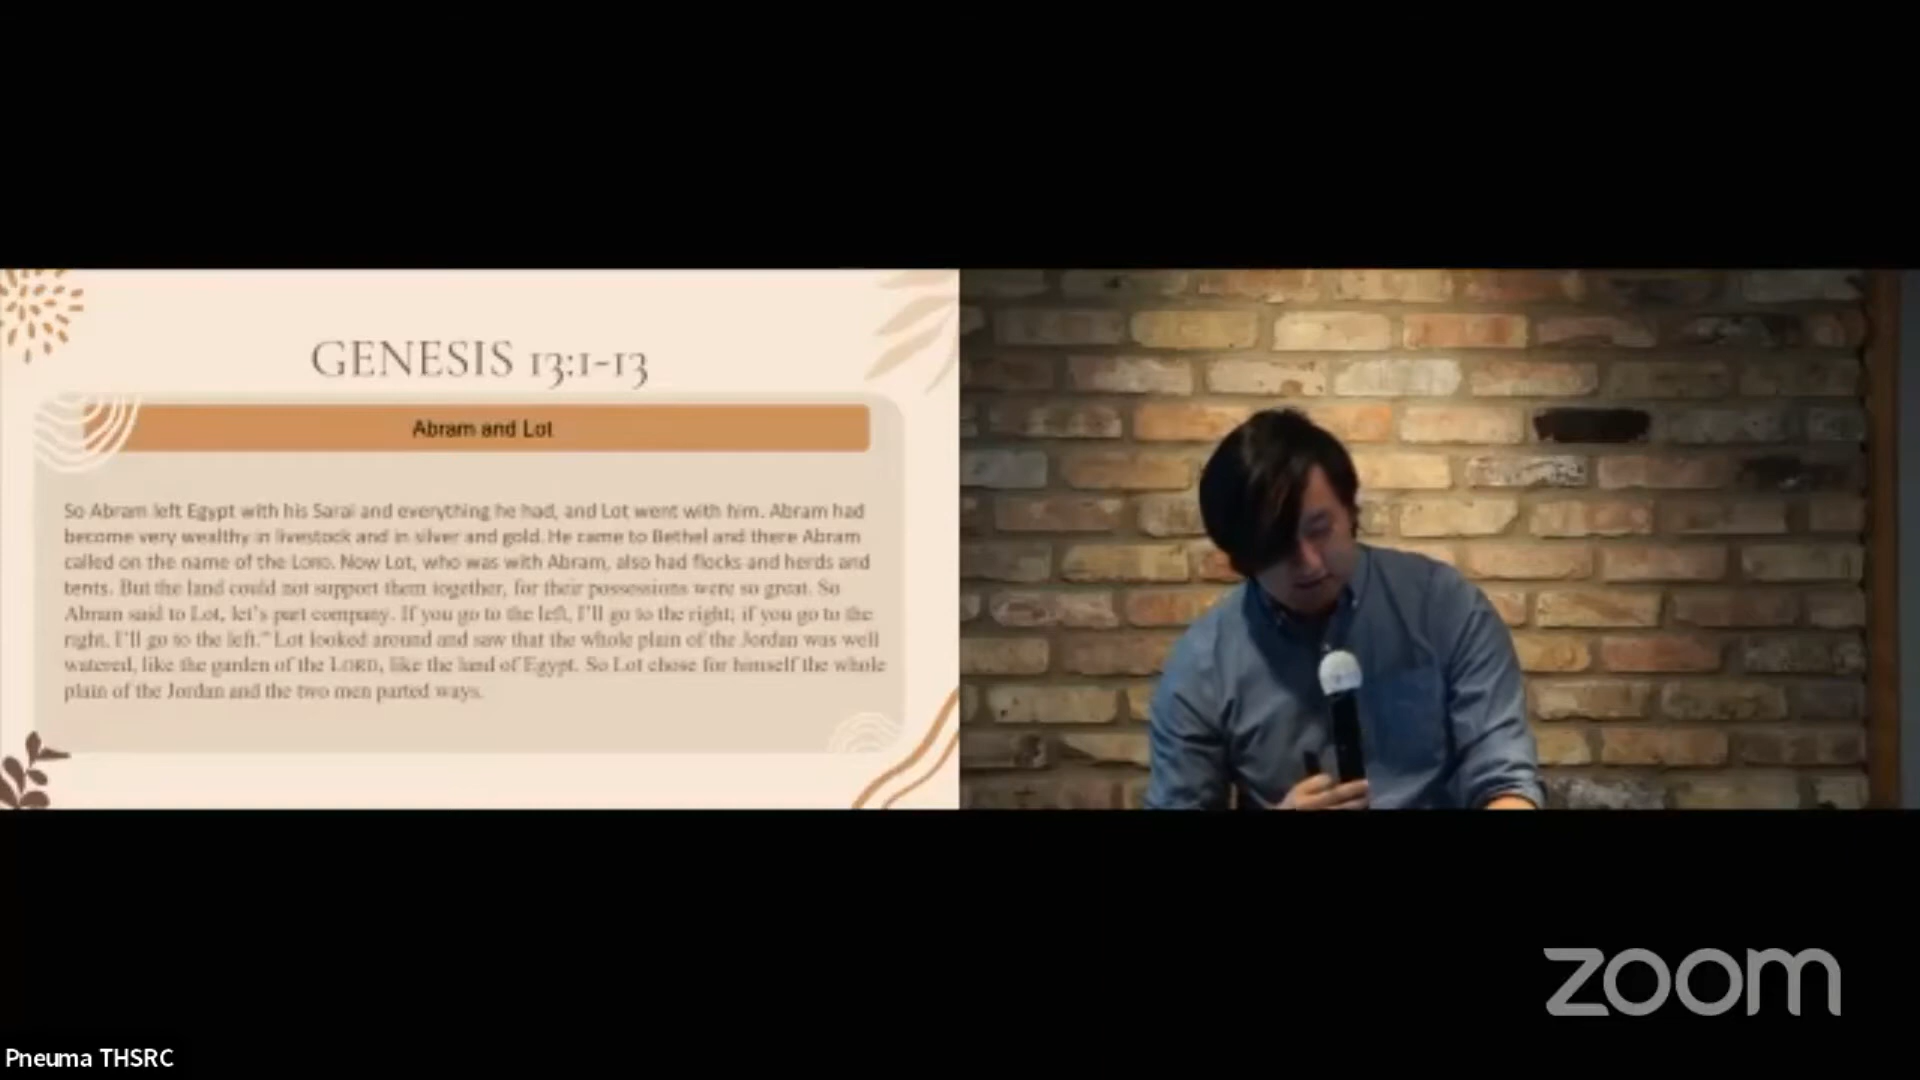 GENESIS 13:1-13
Abram and Lot
So Abram left Egypt with his Sarai and everything he had, and Lot went with him. Abram had
become very wealthy in livestock and in silver and gold. He came to Bethel and there Abram
called on the name of the LORD. Now Lot, who was with Abram, also had flocks and herds and
tents. But the land could not support them together, for their possessions were so great. So
Abram said to Lot, let's part company. If you go to the left, I'll go to the right; if you go to the
right, I'll go to the left." Lot looked around and saw that the whole plain of the Jordan was well
watered, like the garden of the LORD, like the land of Egypt. So Lot chose for himself the whole
plain of the Jordan and the two men parted ways.
zoom
Pneuma THSRC